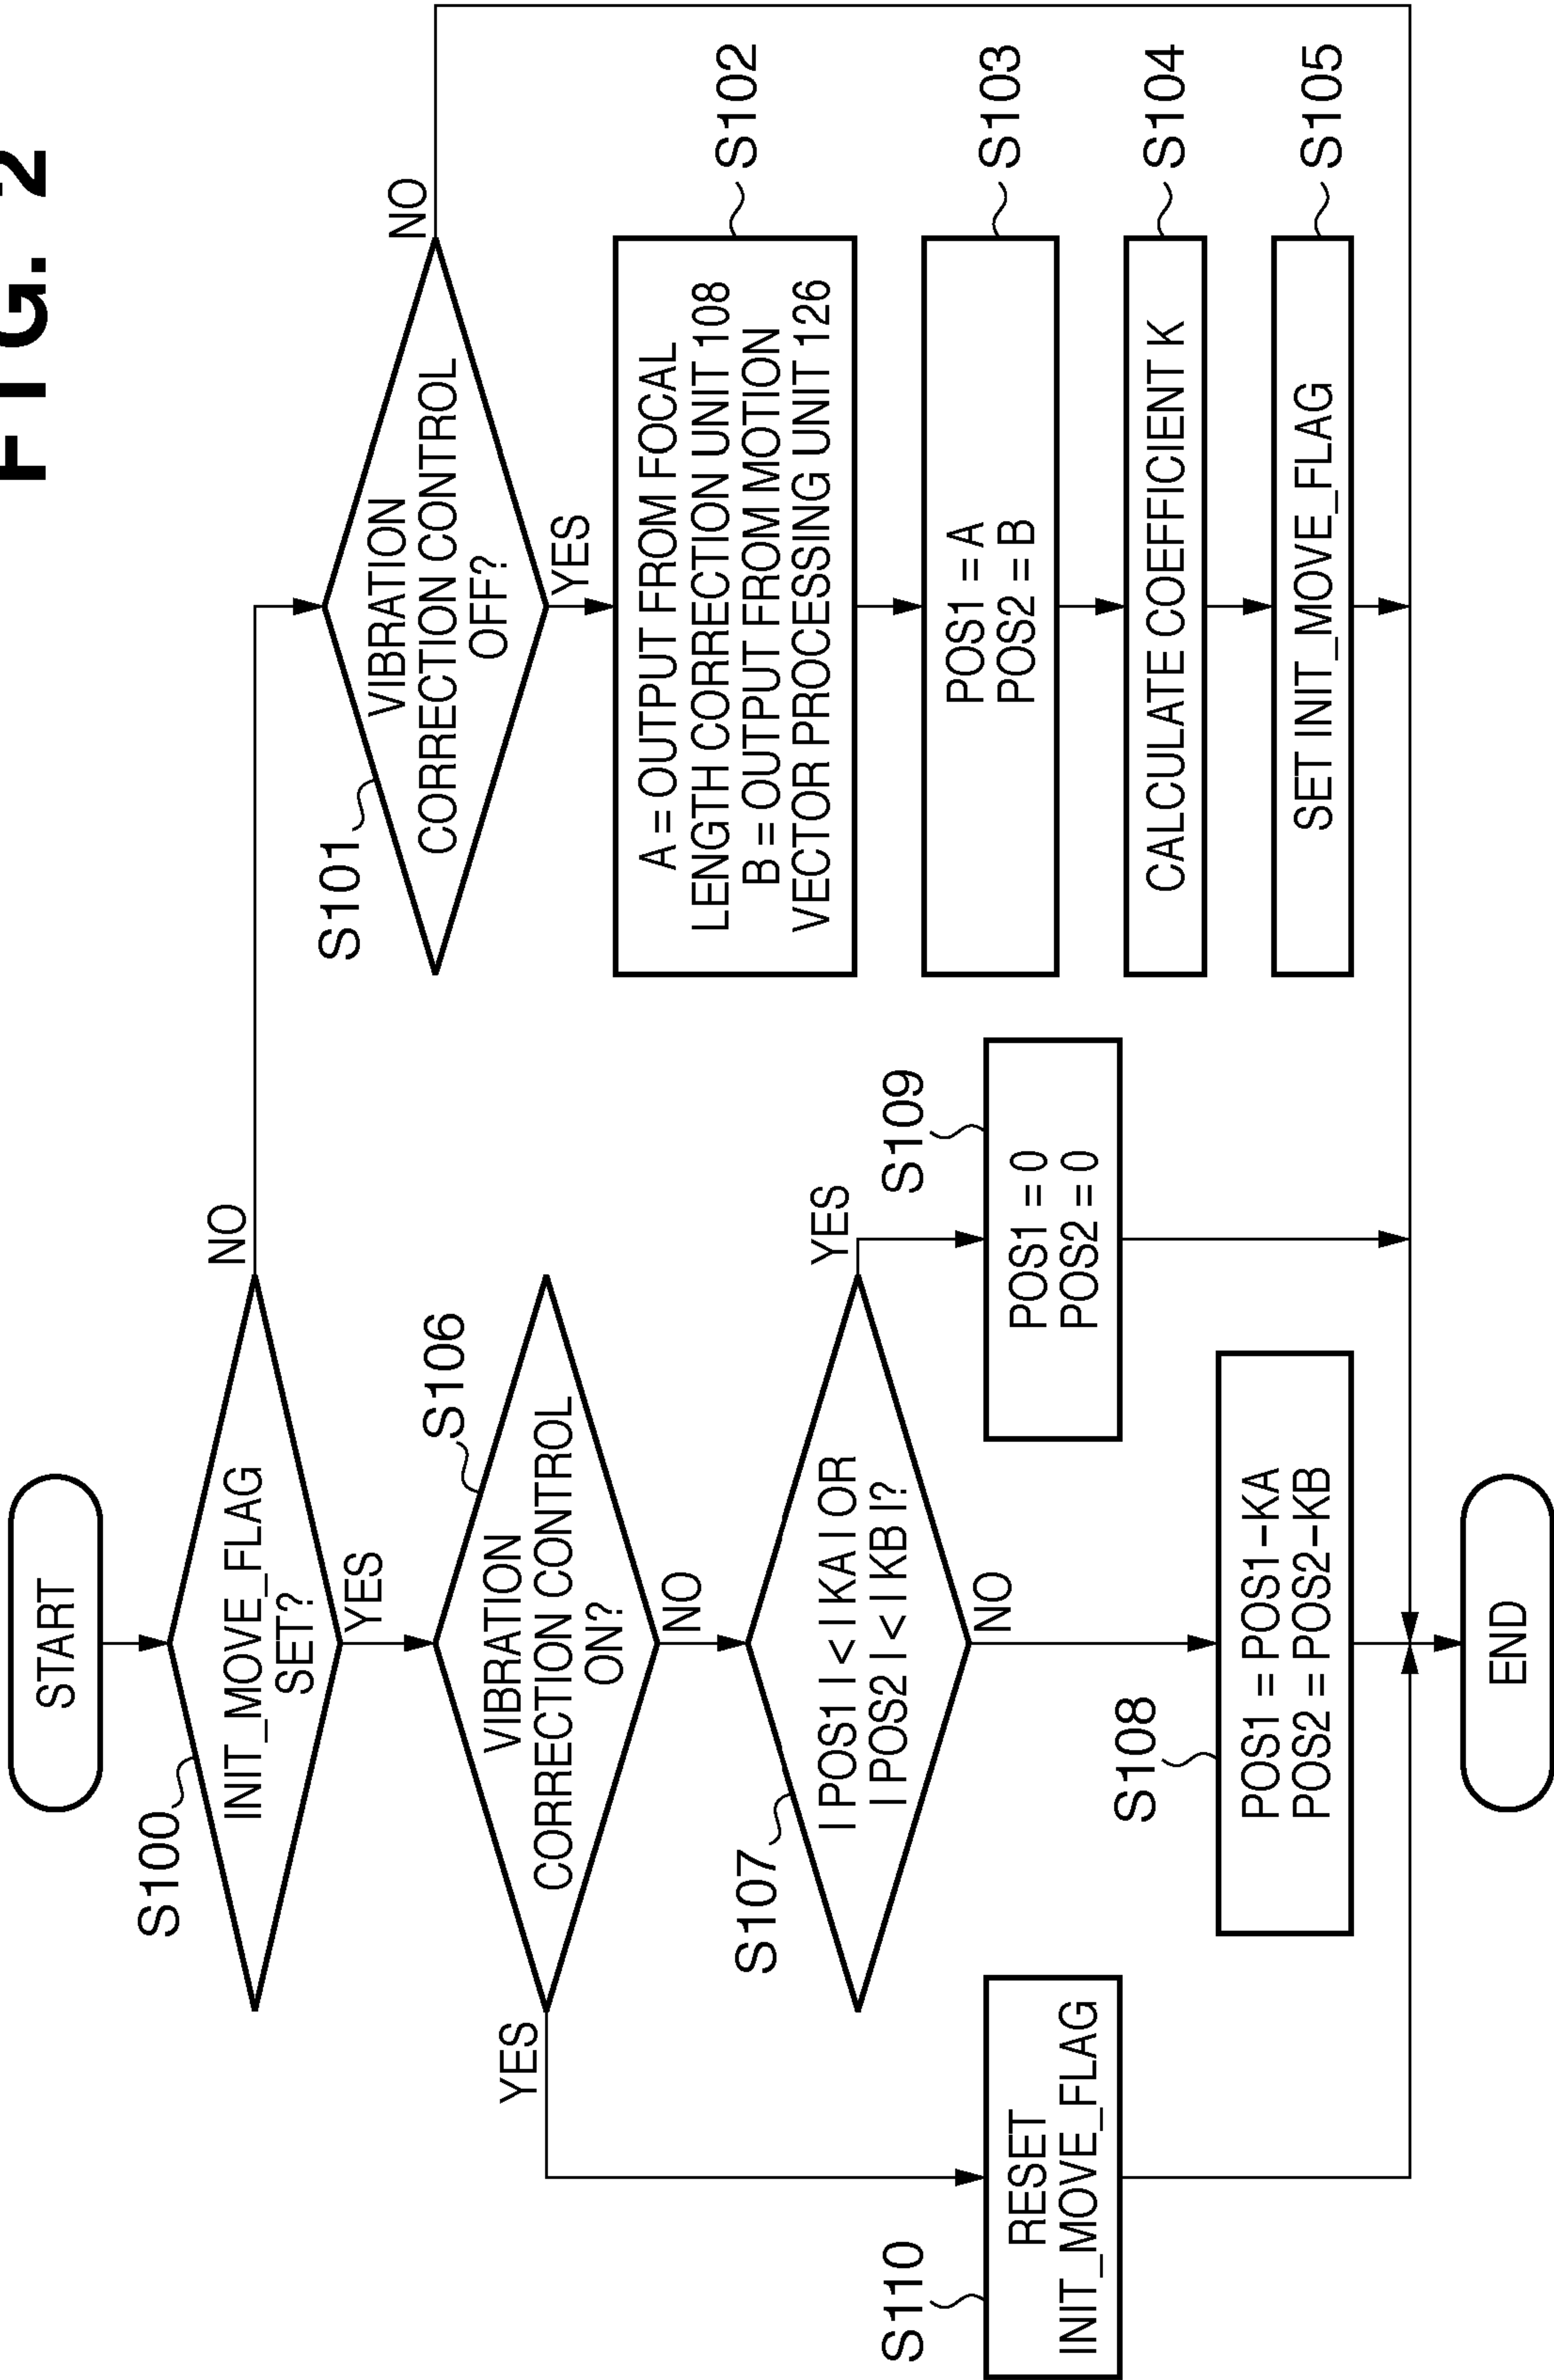 FIG. 2
START
S100
INIT_MOVE_FLAG
SET?
NO
YES
S101
VIBRATION
CORRECTION CONTROL
OFF?
NO
YES
A = OUTPUT FROM FOCAL
LENGTH CORRECTION UNIT 108
B = OUTPUT FROM MOTION
VECTOR PROCESSING UNIT 126
S102
POS1 = A
POS2 = B
S103
CALCULATE COEFFICIENT K
S104
SET INIT_MOVE_FLAG
S105
S106
VIBRATION
CORRECTION CONTROL
ON?
YES
NO
S107
|POS1|<|KA| OR
|POS2|<|KB|?
YES
NO
S109
POS1 = 0
POS2 = 0
S108
POS1 = POS1-KA
POS2 = POS2-KB
S110
RESET
INIT_MOVE_FLAG
END